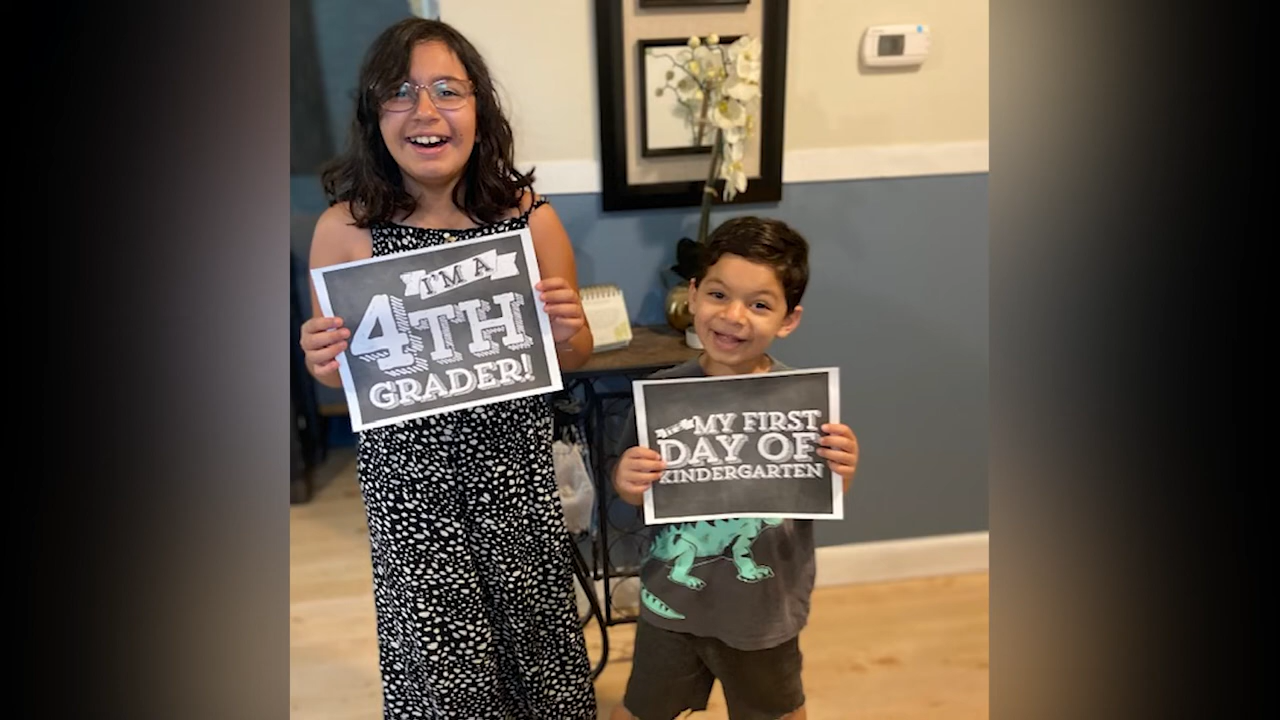 I'M A
4TH
GRADER!
MY FIRST
DAY OF
KINDERGARTEN